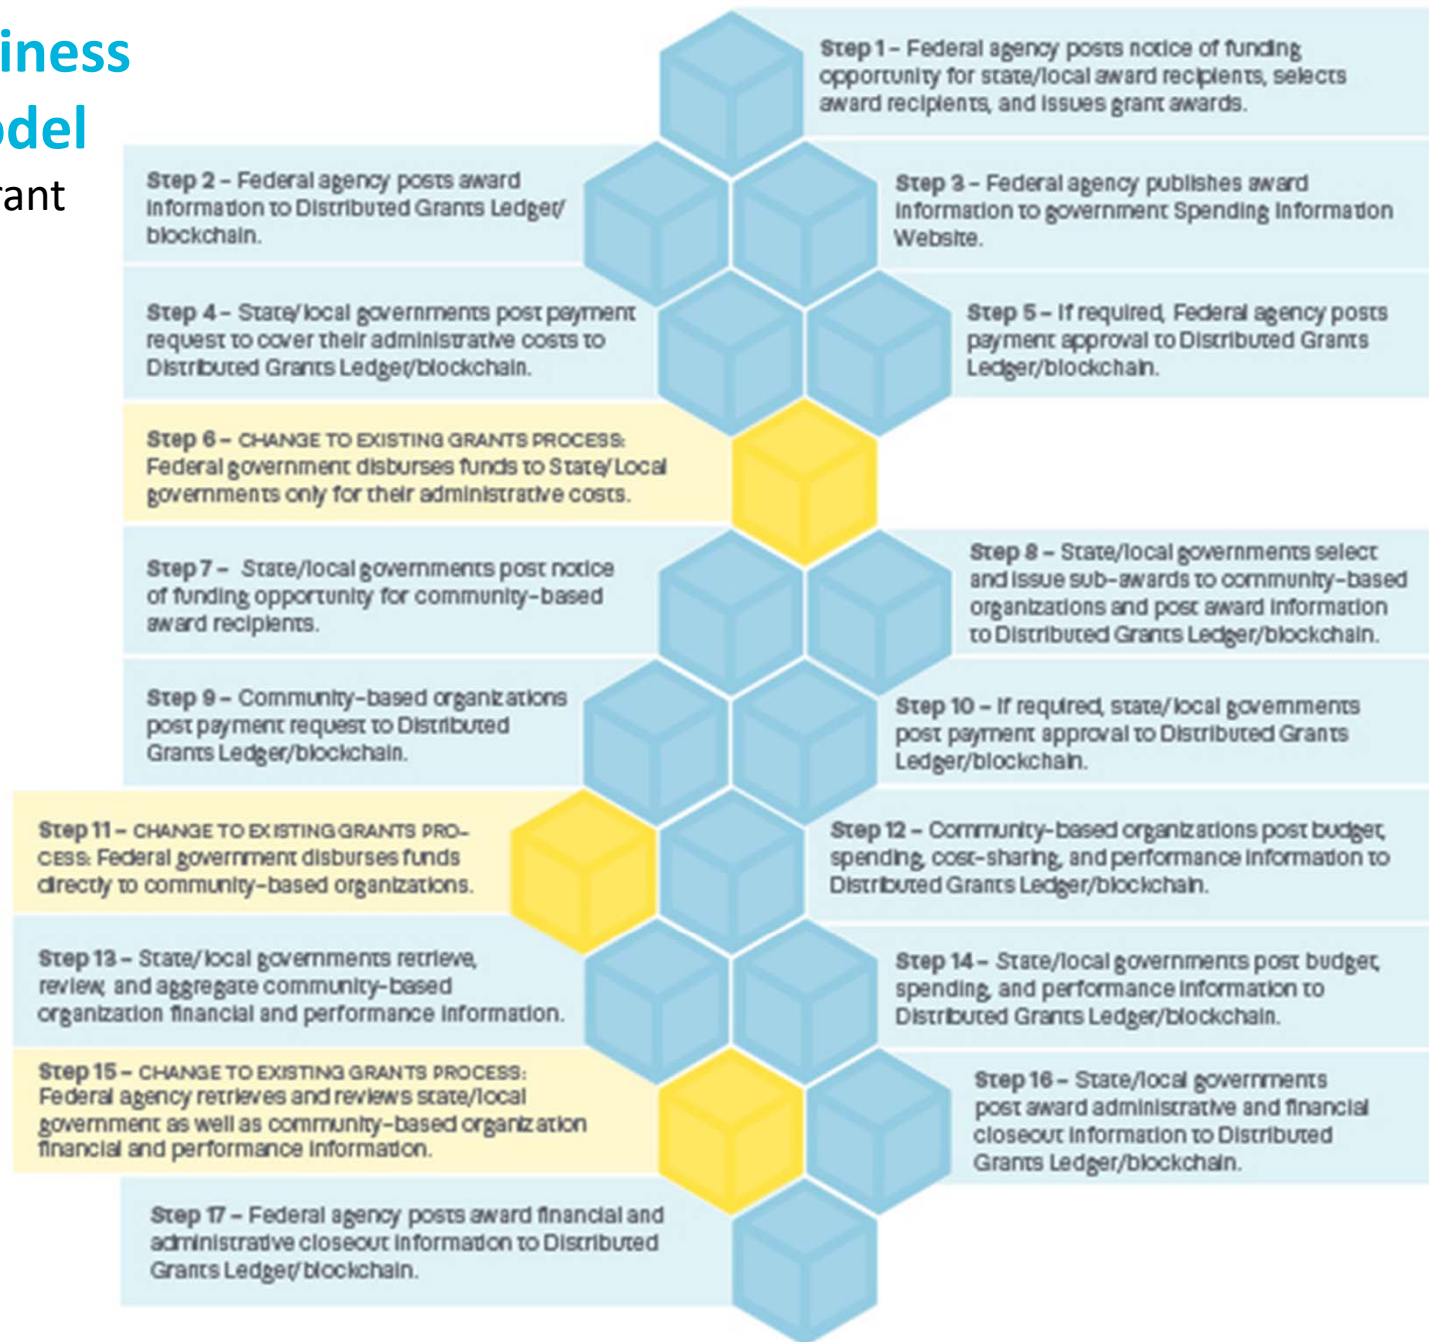 iness
odel
rant
Step 1 – Federal agency posts notice of funding
opportunity for state/local award recipients, selects
award recipients, and issues grant awards.
Step 2 – Federal agency posts award
information to Distributed Grants Ledger/
blockchain.
Step 3 – Federal agency publishes award
information to government Spending Information
Website.
Step 4 – State/local governments post payment
request to cover their administrative costs to
Distributed Grants Ledger/blockchain.
Step 5 – If required, Federal agency posts
payment approval to Distributed Grants
Ledger/blockchain.
Step 6 – CHANGE TO EXISTING GRANTS PROCESS:
Federal government disburses funds to State/Local
governments only for their administrative costs.
Step 7 – State/local governments post notice
of funding opportunity for community-based
award recipients.
Step 8 – State/local governments select
and issue sub-awards to community-based
organizations and post award information
to Distributed Grants Ledger/blockchain.
Step 9 – Community-based organizations
post payment request to Distributed
Grants Ledger/blockchain.
Step 10 – If required, state/local governments
post payment approval to Distributed Grants
Ledger/blockchain.
Step 11 – CHANGE TO EXISTING GRANTS PRO-
CESS: Federal government disburses funds
directly to community-based organizations.
Step 12 – Community-based organizations post budget,
spending, cost-sharing, and performance information to
Distributed Grants Ledger/blockchain.
Step 13 – State/local governments retrieve,
review, and aggregate community-based
organization financial and performance information.
Step 14 – State/local governments post budget,
spending, and performance information to
Distributed Grants Ledger/blockchain.
Step 15 – CHANGE TO EXISTING GRANTS PROCESS:
Federal agency retrieves and reviews state/local
government as well as community-based organization
financial and performance information.
Step 16 – State/local governments
post award administrative and financial
closeout information to Distributed
Grants Ledger/blockchain.
Step 17 – Federal agency posts award financial and
administrative closeout information to Distributed
Grants Ledger/blockchain.